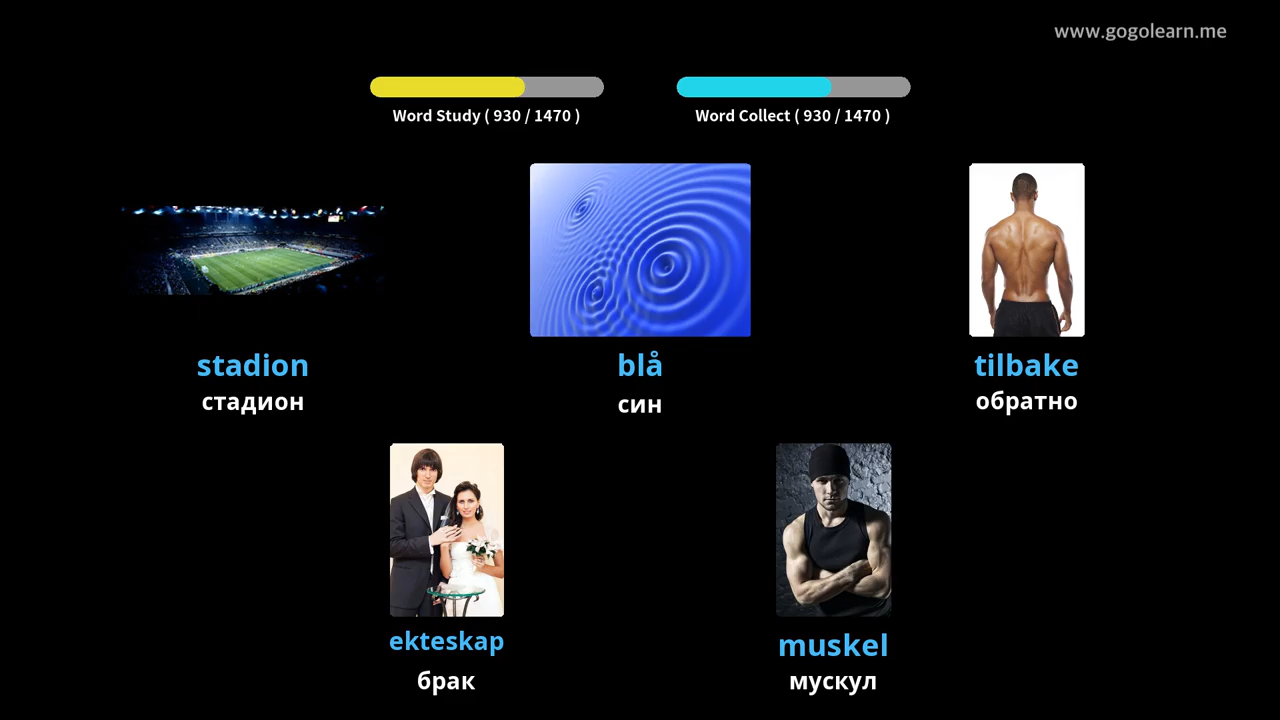 www.gogolearn.me
Word Study ( 930 / 1470 )
Word Collect ( 930 / 1470 )
stadion
стадион
blå
син
tilbake
обратно
ekteskap
брак
muskel
мускул